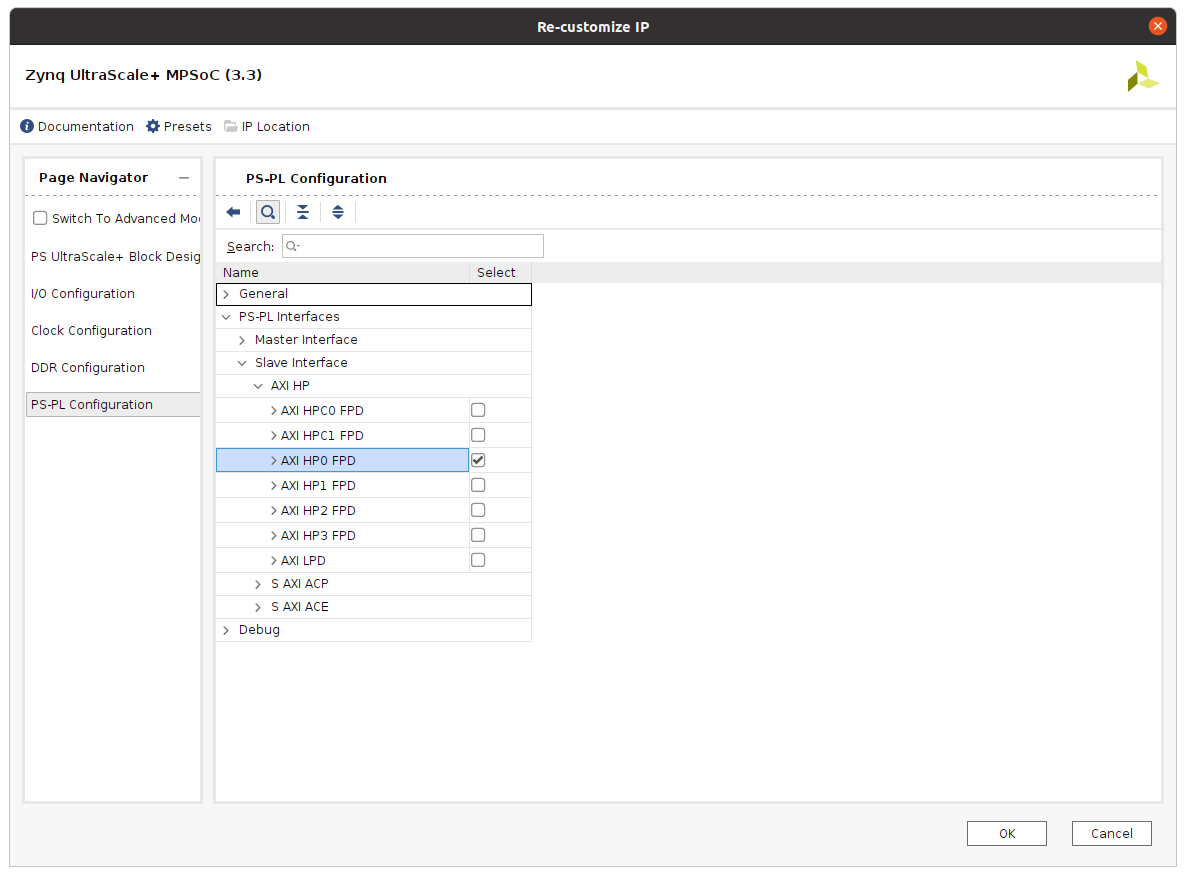 Re-customize IP
Zynq UltraScale+ MPSoC (3.3)
Documentation Presets IP Location
Page Navigator
Switch To Advanced Mo
PS UltraScale+ Block Desig
I/O Configuration
Clock Configuration
DDR Configuration
PS-PL Configuration
PS-PL Configuration
Search:
Name Select
General
PS-PL Interfaces
Master Interface
Slave Interface
AXI HP
AXI HPC0 FPD
AXI HPC1 FPD
AXI HP0 FPD
AXI HP1 FPD
AXI HP2 FPD
AXI HP3 FPD
AXI LPD
S AXI ACP
S AXI ACE
Debug
OK Cancel